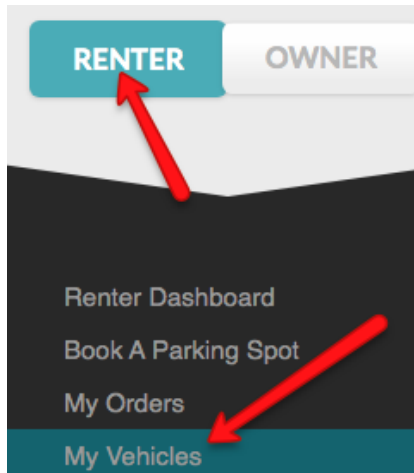 RENTER OWNER
Renter Dashboard
Book A Parking Spot
My Orders
My Vehicles